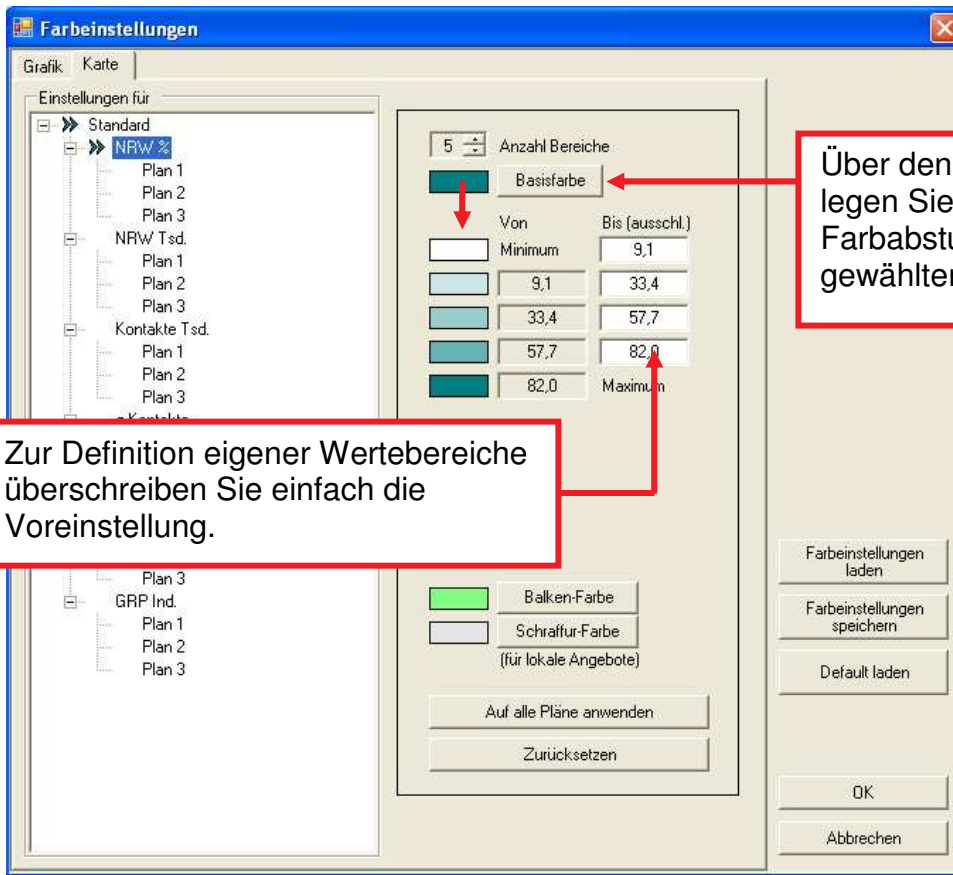 Farbeinstellungen
Grafik Karte
Einstellungen für
Standard
NRW %
Plan 1
Plan 2
Plan 3
NRW Tsd.
Plan 1
Plan 2
Plan 3
Kontakte Tsd.
Plan 1
Plan 2
Plan 3
Plan 3
GRP Ind.
Plan 1
Plan 2
Plan 3
5 Anzahl Bereiche
Basisfarbe
Von Bis (ausschl.)
Minimum 9,1
9,1 33,4
33,4 57,7
57,7 82,0
82,0 Maximum
Über den
legen Sie
Zur Definition eigener Wertebereiche
überschreiben Sie einfach die
Voreinstellung.
Balken-Farbe
Schraffur-Farbe
(für lokale Angebote)
Auf alle Pläne anwenden
Zurücksetzen
Farbeinstellungen
laden
Farbeinstellungen
speichern
Default laden
OK
Abbrechen